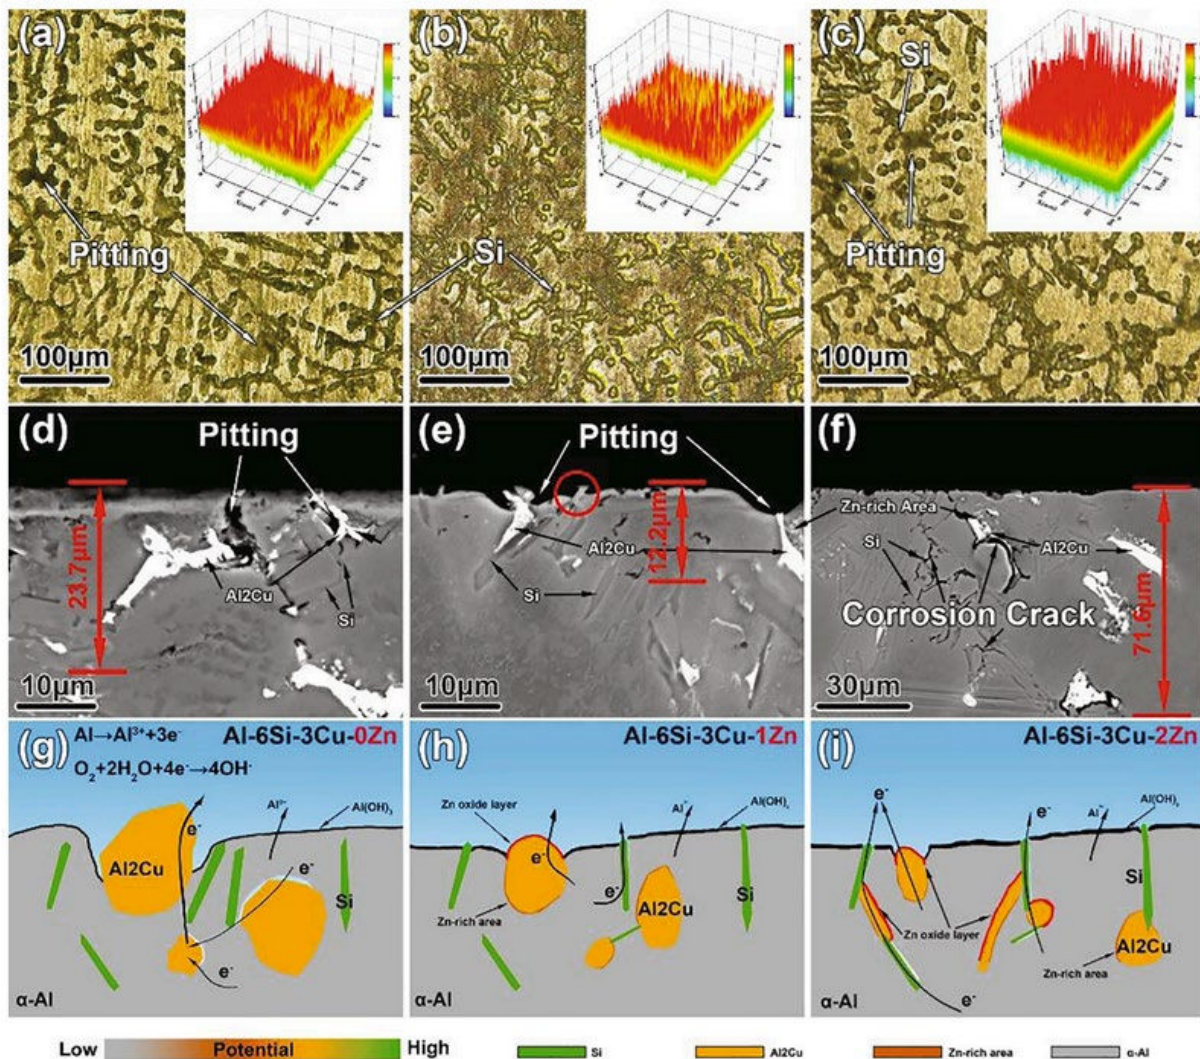 (a)
Pitting
100μm
(b)
Si
100μm
(c)
Si
Pitting
100μm
(d)
Pitting
23.7μm
Al2Cu
Si
10μm
(e)
Pitting
12.2μm
Al2Cu
Si
10μm
(f)
Zn-rich Area
Si
Al2Cu
Corrosion Crack
71.6μm
30μm
(g)
Al→Al³⁺+3e⁻
O₂+2H₂O+4e⁻→4OH⁻
Al-6Si-3Cu-0Zn
e⁻
Al³⁺
Al(OH)₃
Al2Cu
Si
e⁻
α-Al
(h)
Al-6Si-3Cu-1Zn
Zn oxide layer
Al(OH)
e⁻
e⁻
Al2Cu
Si
Zn-rich area
α-Al
(i)
Al-6Si-3Cu-2Zn
e⁻
e⁻
Al(OH)
Si
Zn oxide layer
Al2Cu
Zn-rich area
e⁻
α-Al
Low Potential High
Si
Al2Cu
Zn-rich area
α-Al